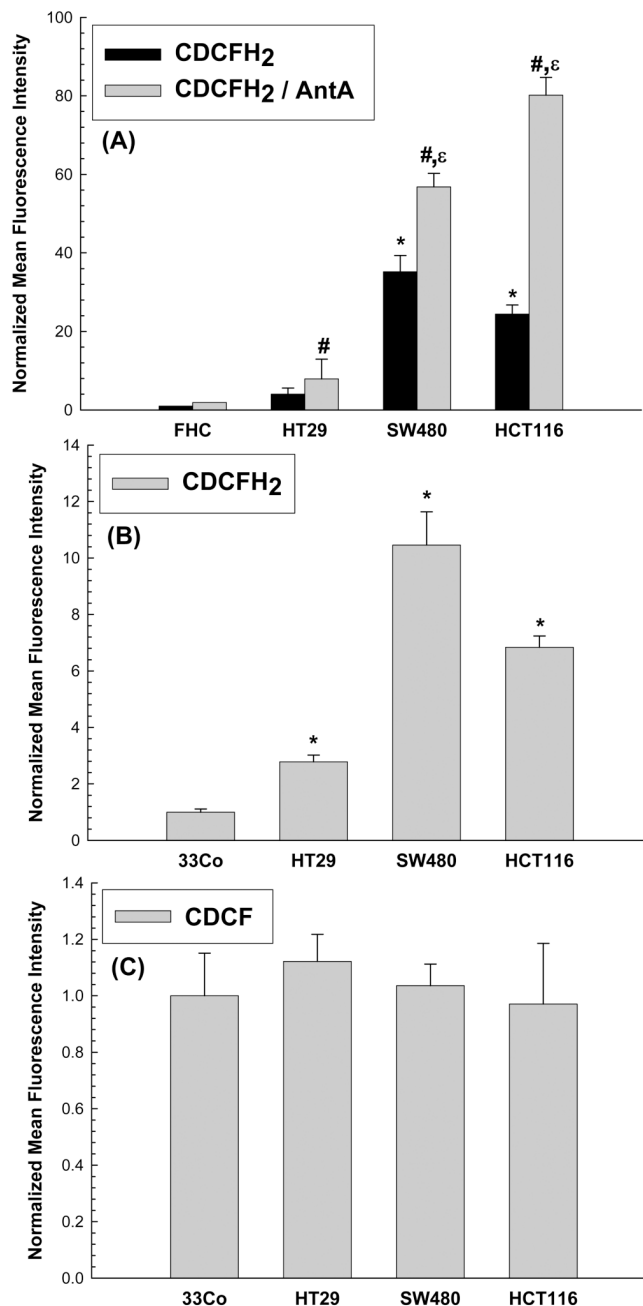 100
80
60
40
20
0
Normalized Mean Fluorescence Intensity
CDCFH2
CDCFH2 / AntA
(A)
#
*
#,ε
*
#,ε
FHC HT29 SW480 HCT116
14
12
10
8
6
4
2
0
Normalized Mean Fluorescence Intensity
CDCFH2
(B)
*
*
*
33Co HT29 SW480 HCT116
1.4
1.2
1.0
0.8
0.6
0.4
0.2
0.0
Normalized Mean Fluorescence Intensity
CDCF
(C)
33Co HT29 SW480 HCT116